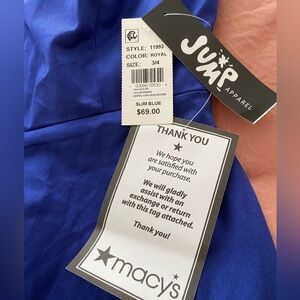 STYLE: 11993
COLOR: ROYAL
SIZE: 3/4
SLIM BLUE
$69.00
JUMP
APPAREL
THANK YOU
We hope you
are satisfied with
your purchase.
We will gladly
assist with an
exchange or return
with this tag attached.
Thank you!
macy's